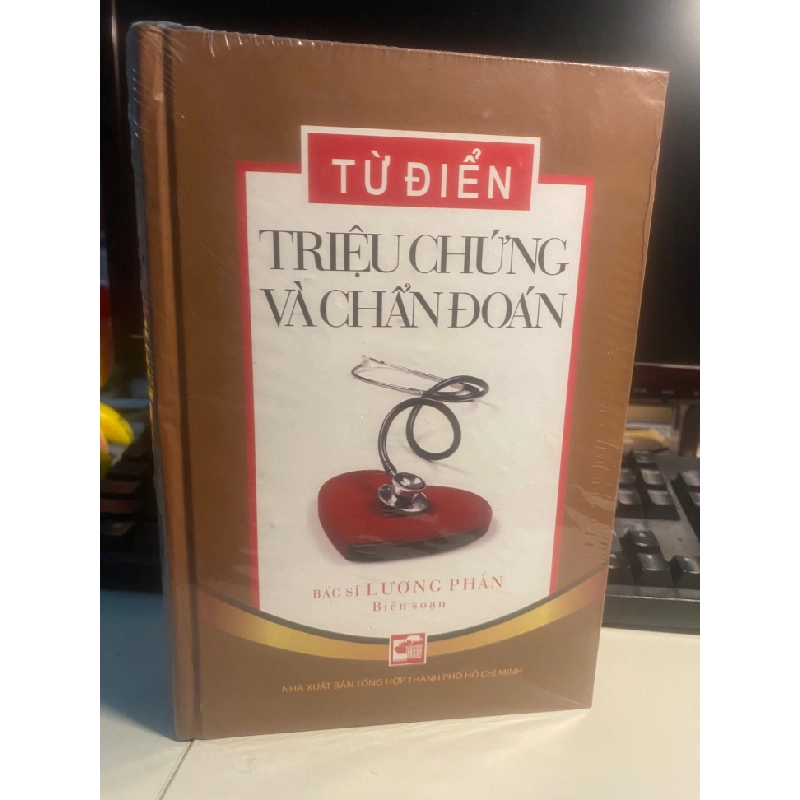 TỪ ĐIỂN
TRIỆU CHỨNG
VÀ CHẨN ĐOÁN
BÁC SĨ LƯƠNG PHÁN
Biên soạn
NHÀ XUẤT BẢN TỔNG HỢP THÀNH PHỐ HỒ CHÍ MINH